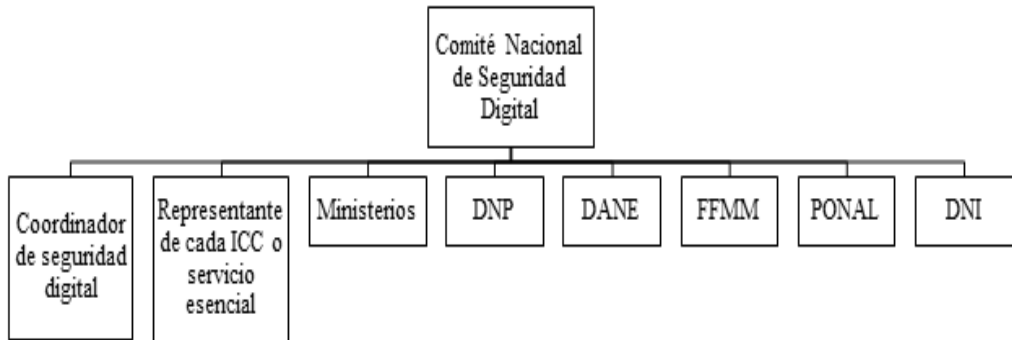 Comité Nacional
de Seguridad
Digital
Coordinador
de seguridad
digital
Representante
de cada ICC o
servicio
esencial
Ministerios
DNP
DANE
FFMM
PONAL
DNI